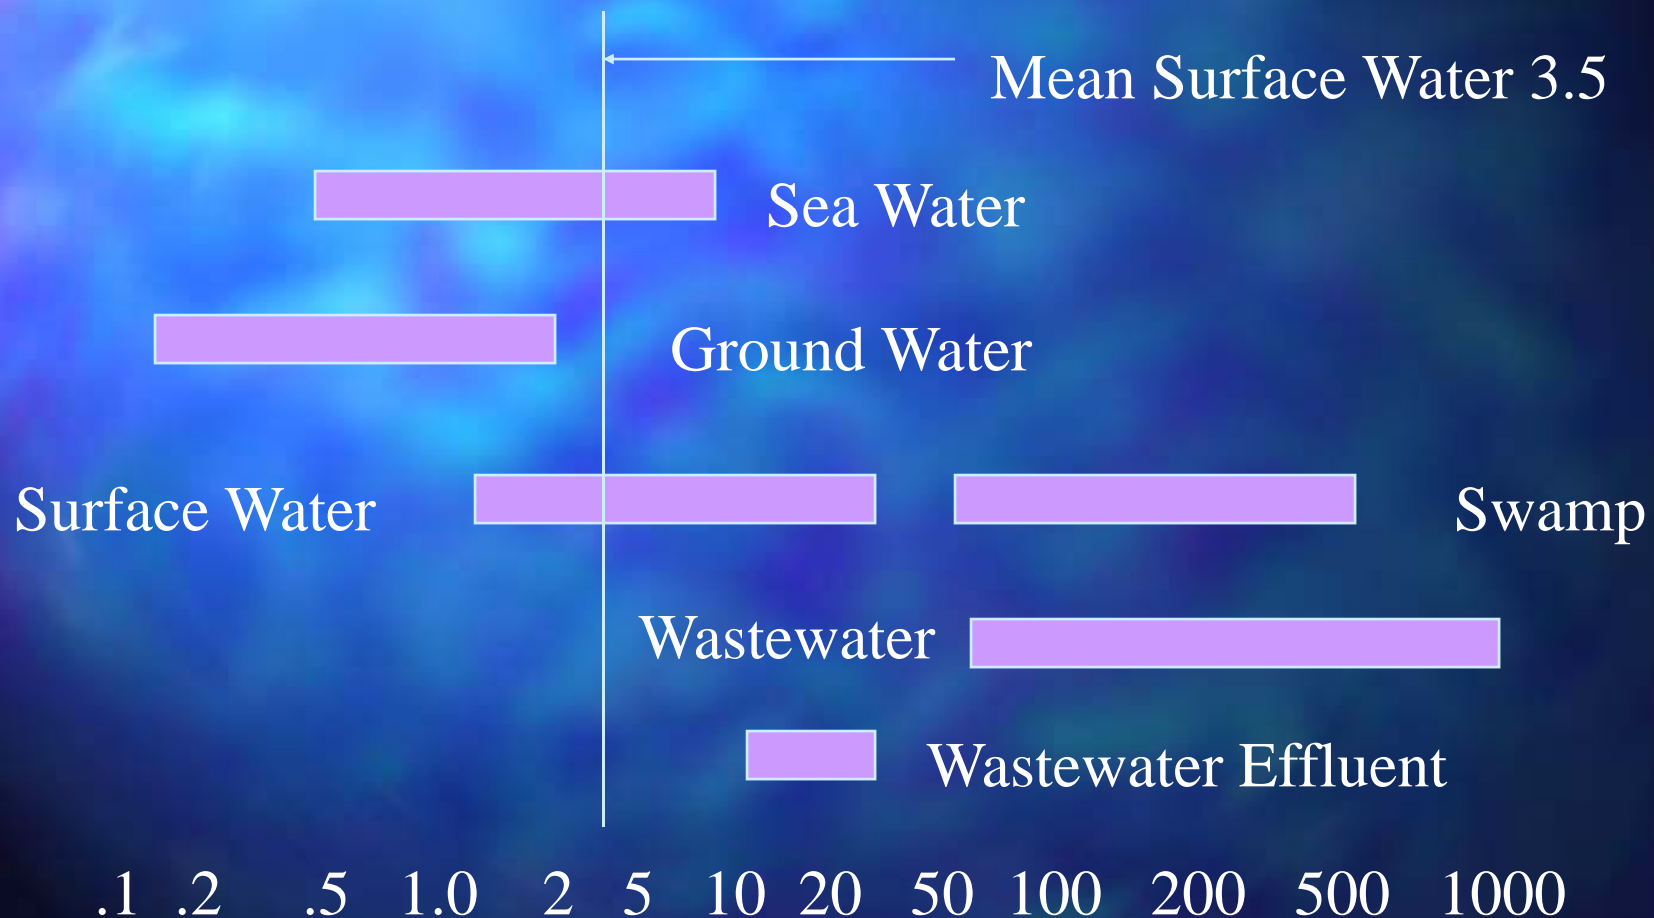 Mean Surface Water 3.5
Sea Water
Ground Water
Surface Water
Swamp
Wastewater
Wastewater Effluent
.1 .2 .5 1.0 2 5 10 20 50 100 200 500 1000